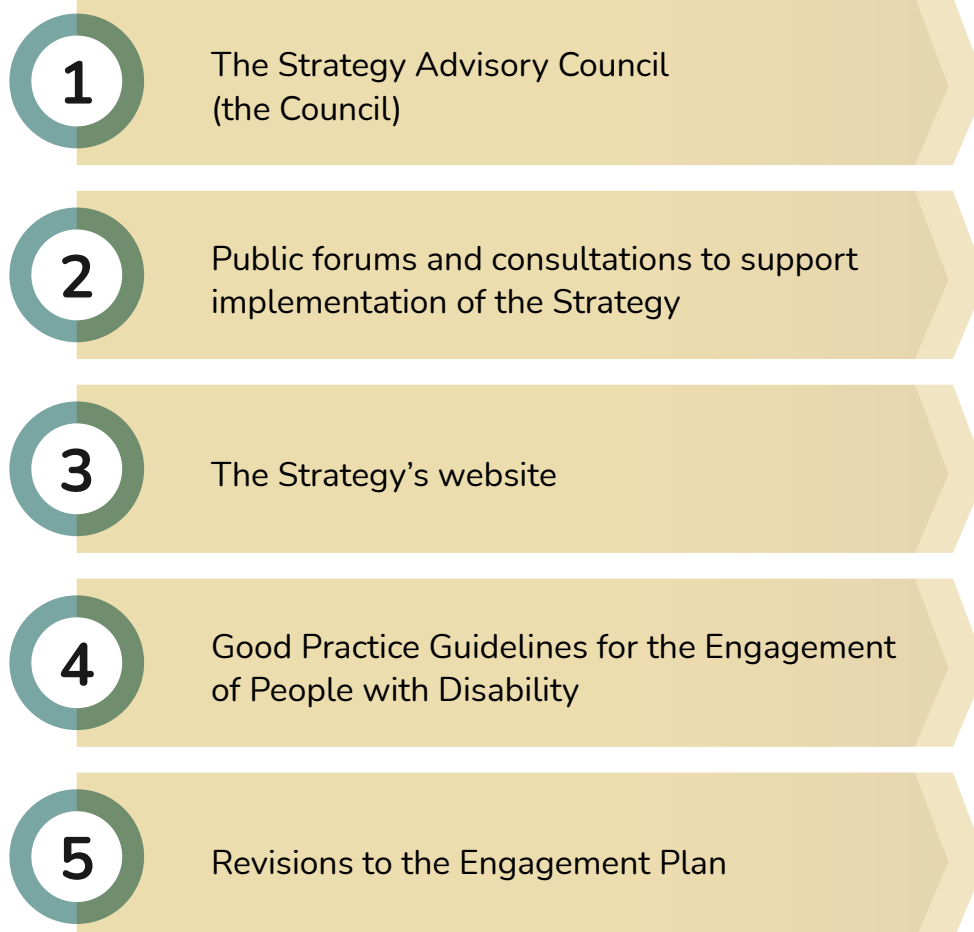 1
The Strategy Advisory Council
(the Council)
2
Public forums and consultations to support
implementation of the Strategy
3
The Strategy’s website
4
Good Practice Guidelines for the Engagement
of People with Disability
5
Revisions to the Engagement Plan